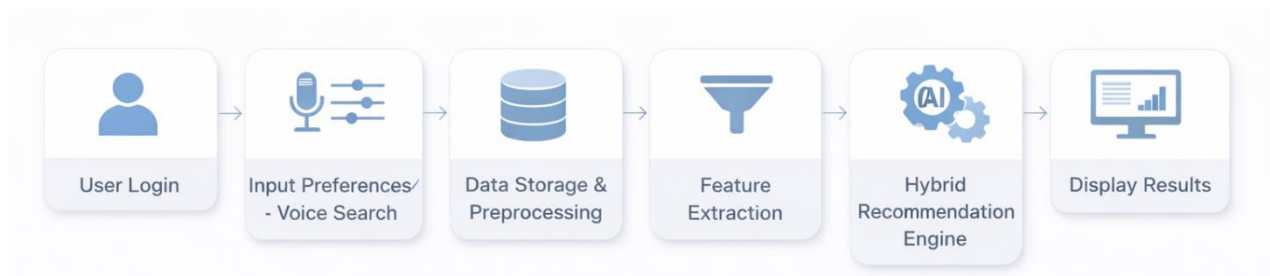 User Login
Input Preferences/
- Voice Search
Data Storage &
Preprocessing
Feature
Extraction
AI
Hybrid
Recommendation
Engine
Display Results